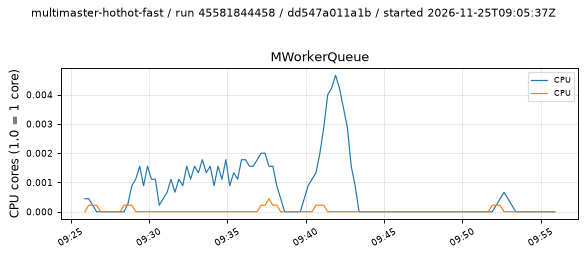 multimaster-hothot-fast / run 45581844458 / dd547a011a1b / started 2026-11-25T09:05:37Z
MWorkerQueue
CPU cores (1.0 = 1 core)
0.004
0.003
0.002
0.001
0.000
CPU
CPU
09:25
09:30
09:35
09:40
09:45
09:50
09:55